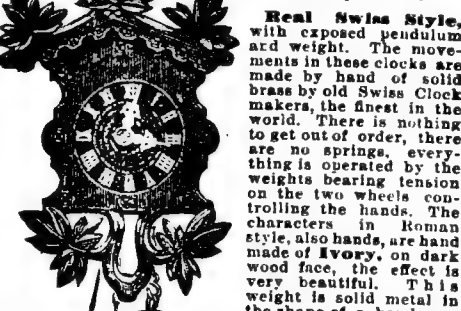 Real Swiss Style,
with exposed pendulum
and weight. The move-
ments in these clocks are
made by hand of solid
brass by old Swiss Clock
makers, the finest in the
world. There is nothing
to get out of order, there
are no springs, every-
thing is operated by the
weights bearing tension
on the two wheels con-
trolling the hands. The
characters in Roman
style, also hands, are hand
made of Ivory, on dark
wood face, the effect is
very beautiful. This
weight is solid metal in